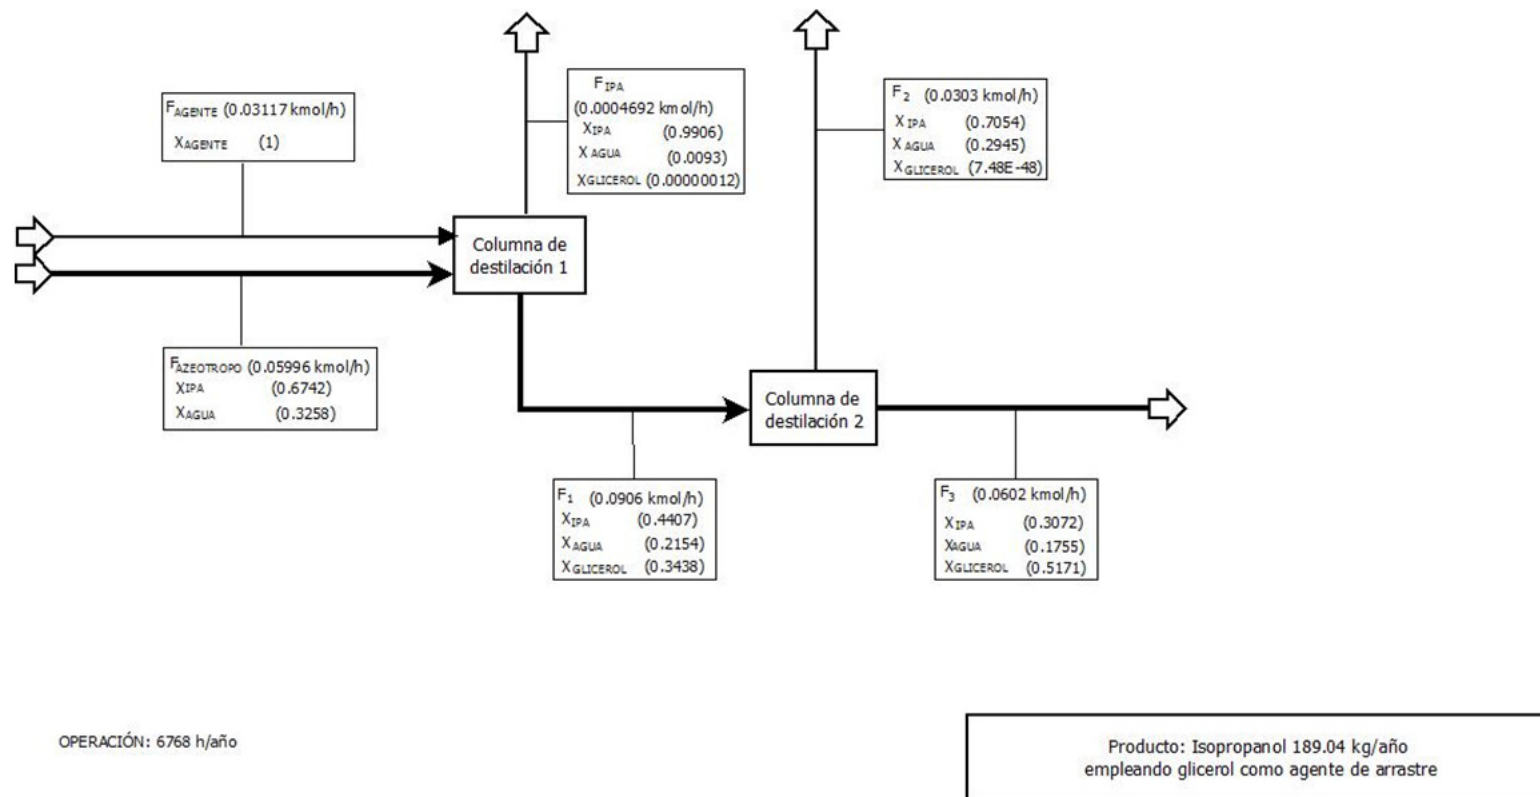 FAGENTE (0.03117 kmol/h)
XAGENTE (1)
FIPA
(0.0004692 kmol/h)
XIPA (0.9906)
XAGUA (0.0093)
XGLICEROL (0.00000012)
F2 (0.0303 kmol/h)
XIPA (0.7054)
XAGUA (0.2945)
XGLICEROL (7.48E-48)
Columna de
destilación 1
FAZEOTROPO (0.05996 kmol/h)
XIPA (0.6742)
XAGUA (0.3258)
Columna de
destilación 2
F1 (0.0906 kmol/h)
XIPA (0.4407)
XAGUA (0.2154)
XGLICEROL (0.3438)
F3 (0.0602 kmol/h)
XIPA (0.3072)
XAGUA (0.1755)
XGLICEROL (0.5171)
OPERACIÓN: 6768 h/año
Producto: Isopropanol 189.04 kg/año
empleando glicerol como agente de arrastre